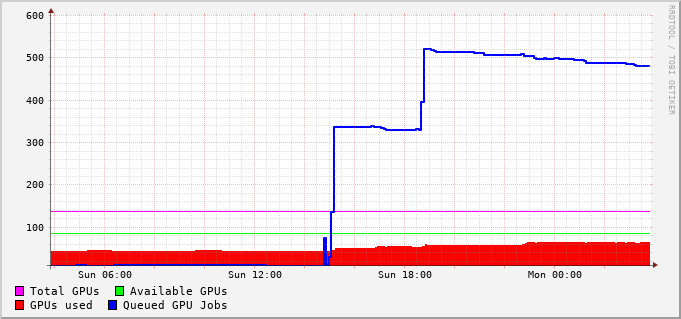 600
500
400
300
200
100
Sun 06:00 Sun 12:00 Sun 18:00 Mon 00:00
Total GPUs Available GPUs
GPUs used Queued GPU Jobs
RRDTOOL / TOBI OETIKER